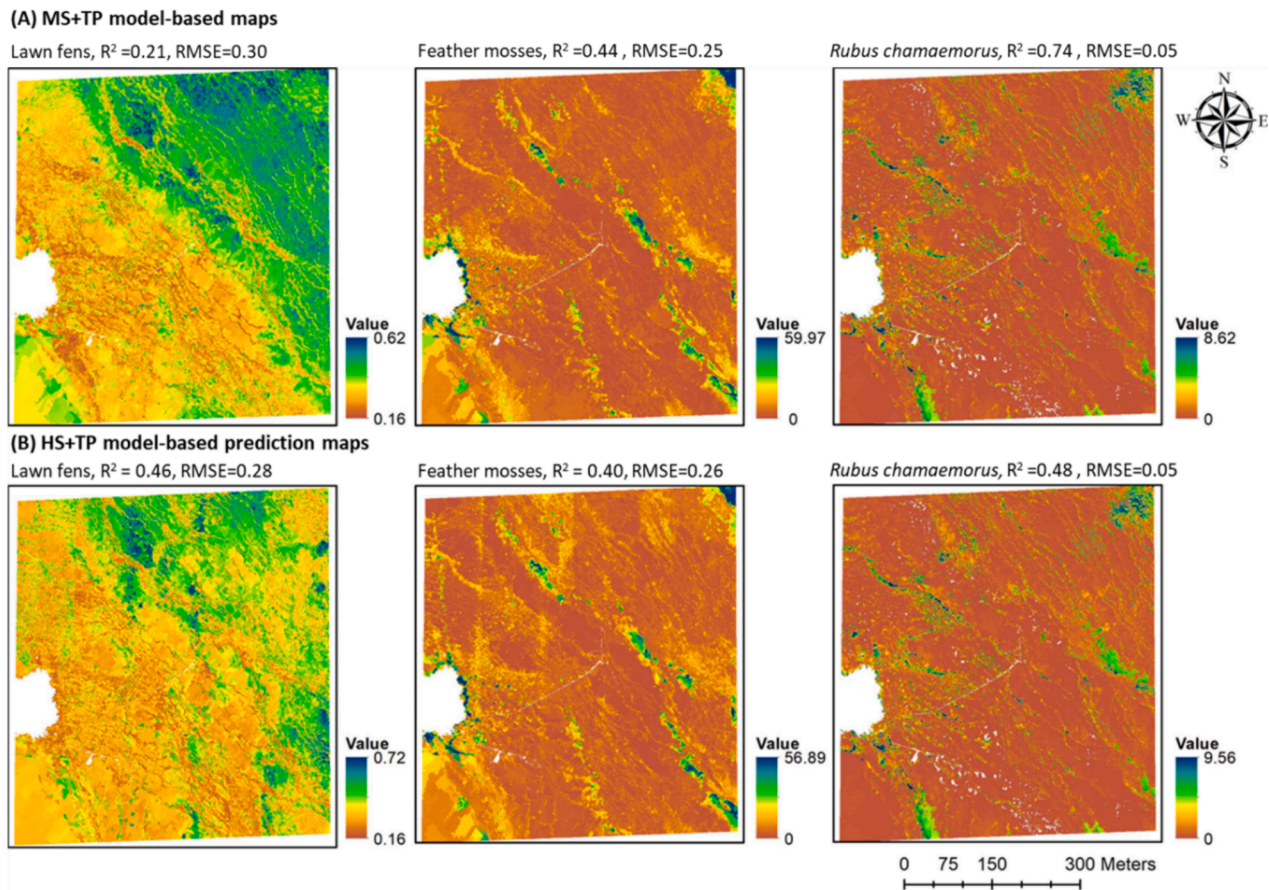 (A) MS+TP model-based maps
Lawn fens, R² =0.21, RMSE=0.30
Feather mosses, R² =0.44 , RMSE=0.25
Rubus chamaemorus, R² =0.74 , RMSE=0.05
N
W E
S
Value
0.62
0.16
Value
59.97
0
Value
8.62
0
(B) HS+TP model-based prediction maps
Lawn fens, R² = 0.46, RMSE=0.28
Feather mosses, R² = 0.40, RMSE=0.26
Rubus chamaemorus, R² =0.48 , RMSE=0.05
Value
0.72
0.16
Value
56.89
0
Value
9.56
0
0 75 150 300 Meters